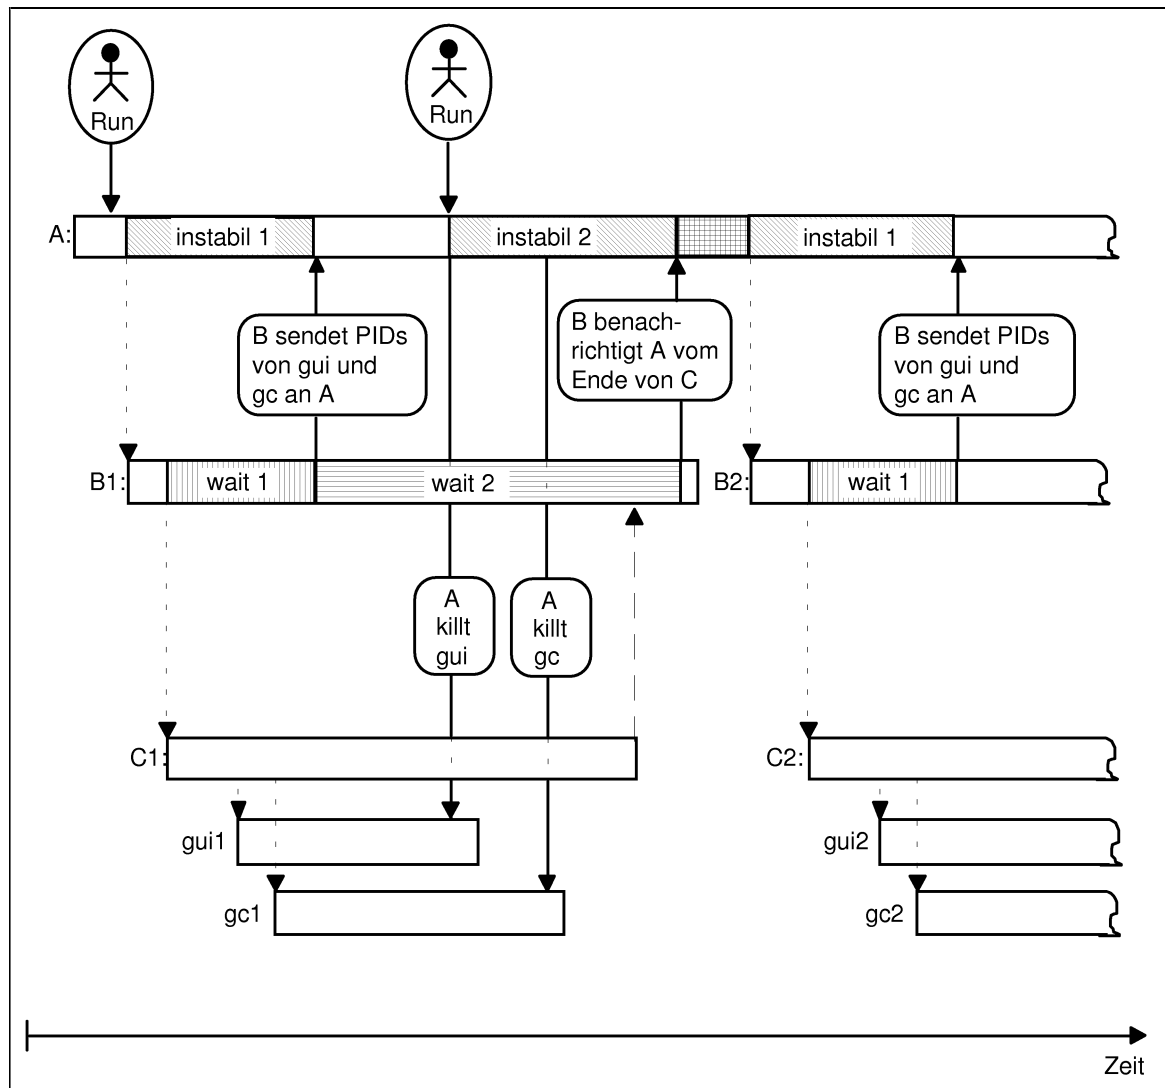 Run
Run
A:
instabil 1
instabil 2
instabil 1
B sendet PIDs
von gui und
gc an A
B benach-
richtigt A vom
Ende von C
B sendet PIDs
von gui und
gc an A
B1:
wait 1
wait 2
B2:
wait 1
A
killt
gui
A
killt
gc
C1:
C2:
gui1
gui2
gc1
gc2
Zeit